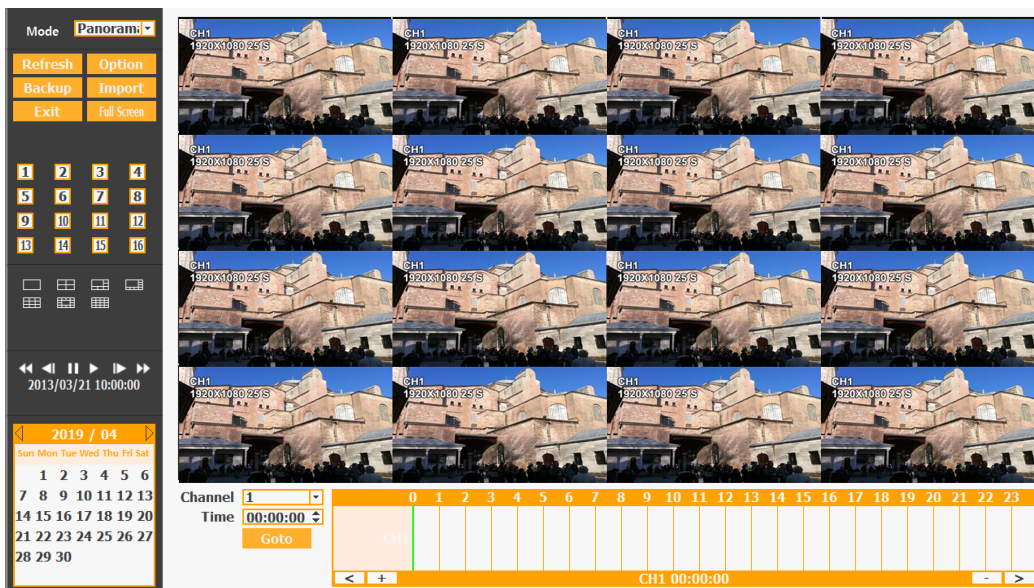 Mode Panorama
Refresh Option
Backup Import
Exit Full Screen
1 2 3 4
5 6 7 8
9 10 11 12
13 14 15 16
2013/03/21 10:00:00
2019 / 04
Sun Mon Tue Wed Thu Fri Sat
1 2 3 4 5 6
7 8 9 10 11 12 13
14 15 16 17 18 19 20
21 22 23 24 25 26 27
28 29 30
CH1 CH1 CH1 CH1
1920X1080 25 S 1920X1080 25 S 1920X1080 25 S 1920X1080 25 S
CH1 CH1 CH1 CH1
1920X1080 25 S 1920X1080 25 S 1920X1080 25 S 1920X1080 25 S
CH1 CH1 CH1 CH1
1920X1080 25 S 1920X1080 25 S 1920X1080 25 S 1920X1080 25 S
CH1 CH1 CH1 CH1
1920X1080 25 S 1920X1080 25 S 1920X1080 25 S 1920X1080 25 S
Channel 1
Time 00:00:00
Goto
0 1 2 3 4 5 6 7 8 9 10 11 12 13 14 15 16 17 18 19 20 21 22 23
CH1
< + CH1 00:00:00 - >